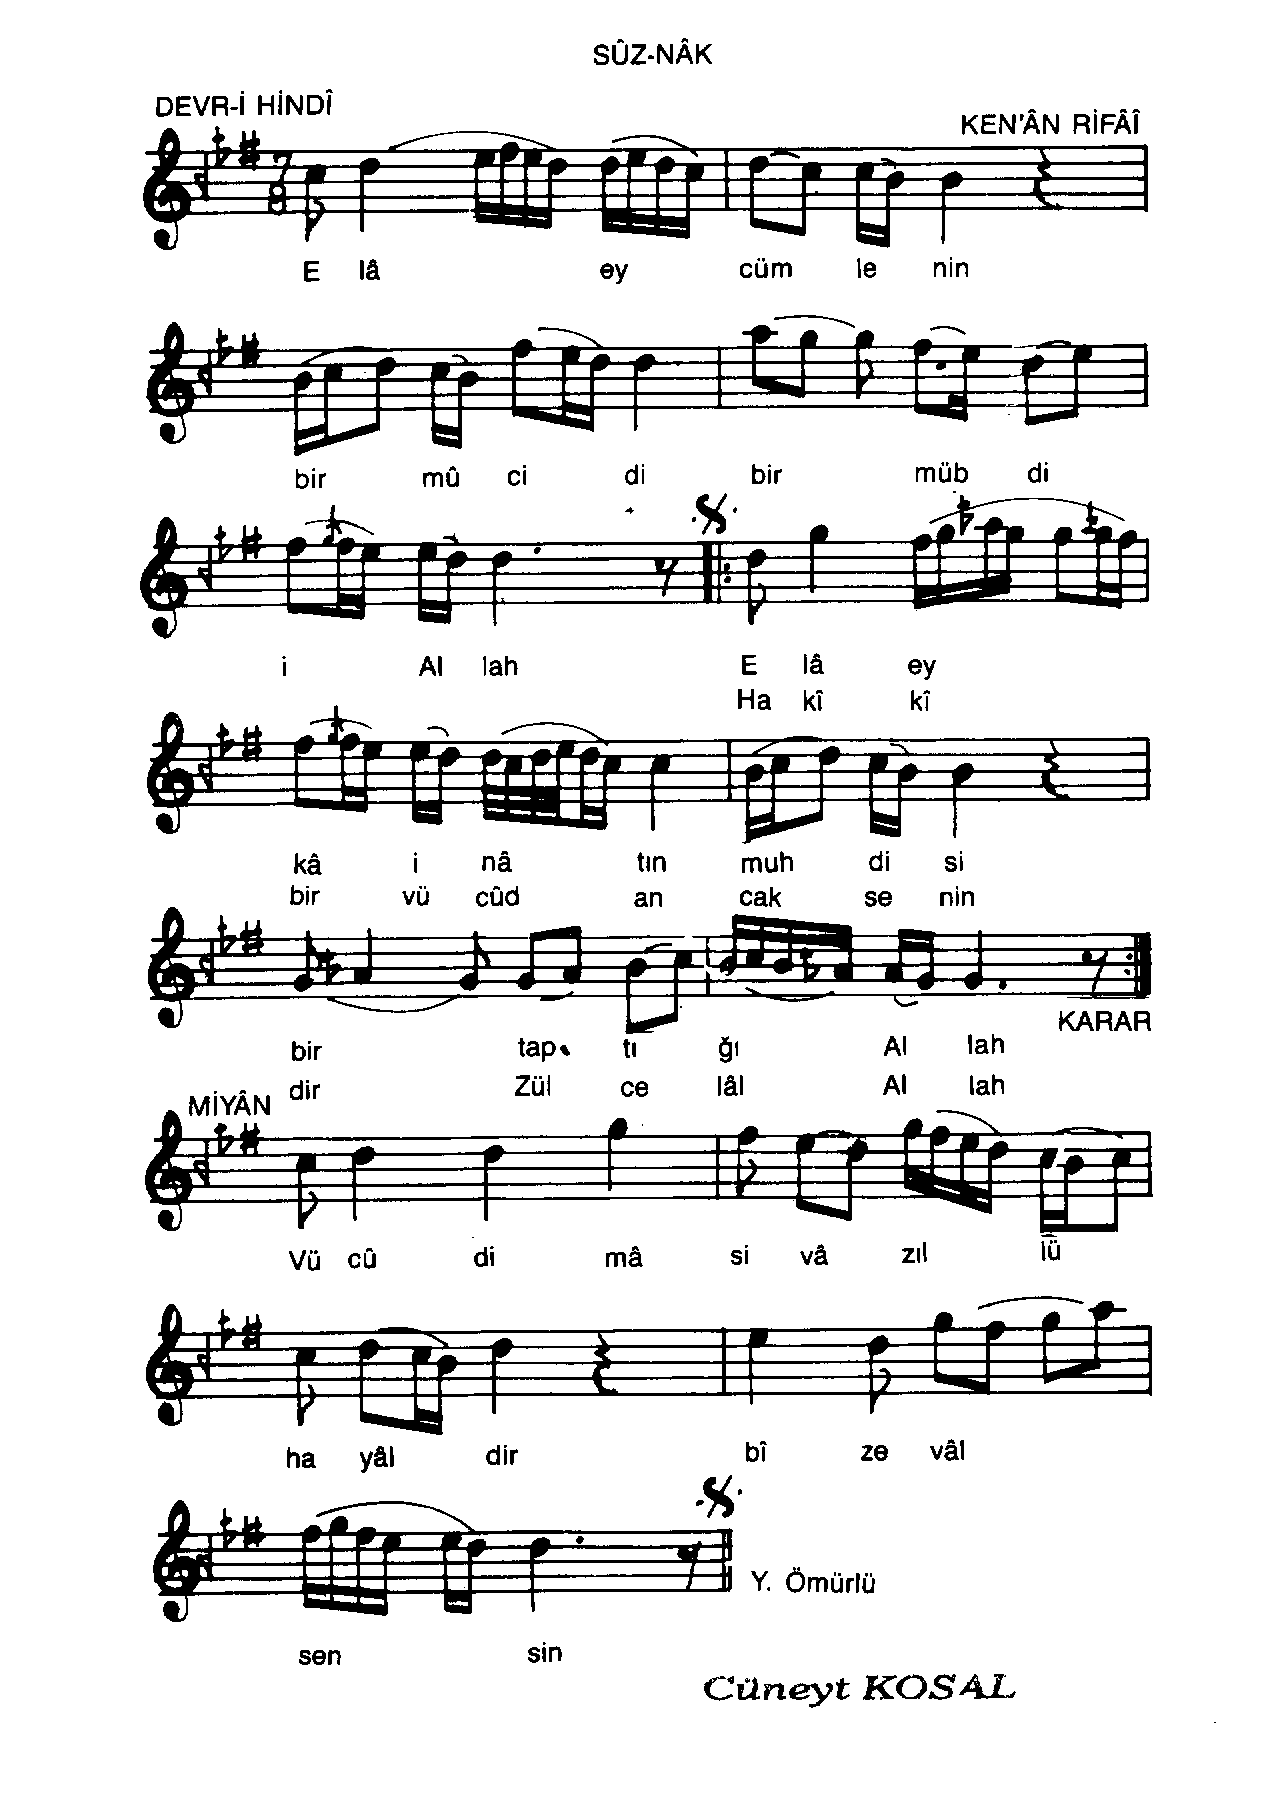 SÛZ-NÂK
DEVR-İ HİNDÎ
KEN'ÂN RİFÂÎ
7
8
E lâ ey cüm le nin
bir mû ci di bir müb di
i Al lah E lâ ey
Ha kî kî
kâ i nâ tın muh di si
bir vü cûd an cak se nin
KARAR
bir tap tı ğı Al lah
dir Zül ce lâl Al lah
MİYÂN
Vü cû di mâ si vâ zıl lü
ha yâl dir bî ze vâl
Y. Ömürlü
sen sin
Cüneyt KOSAL